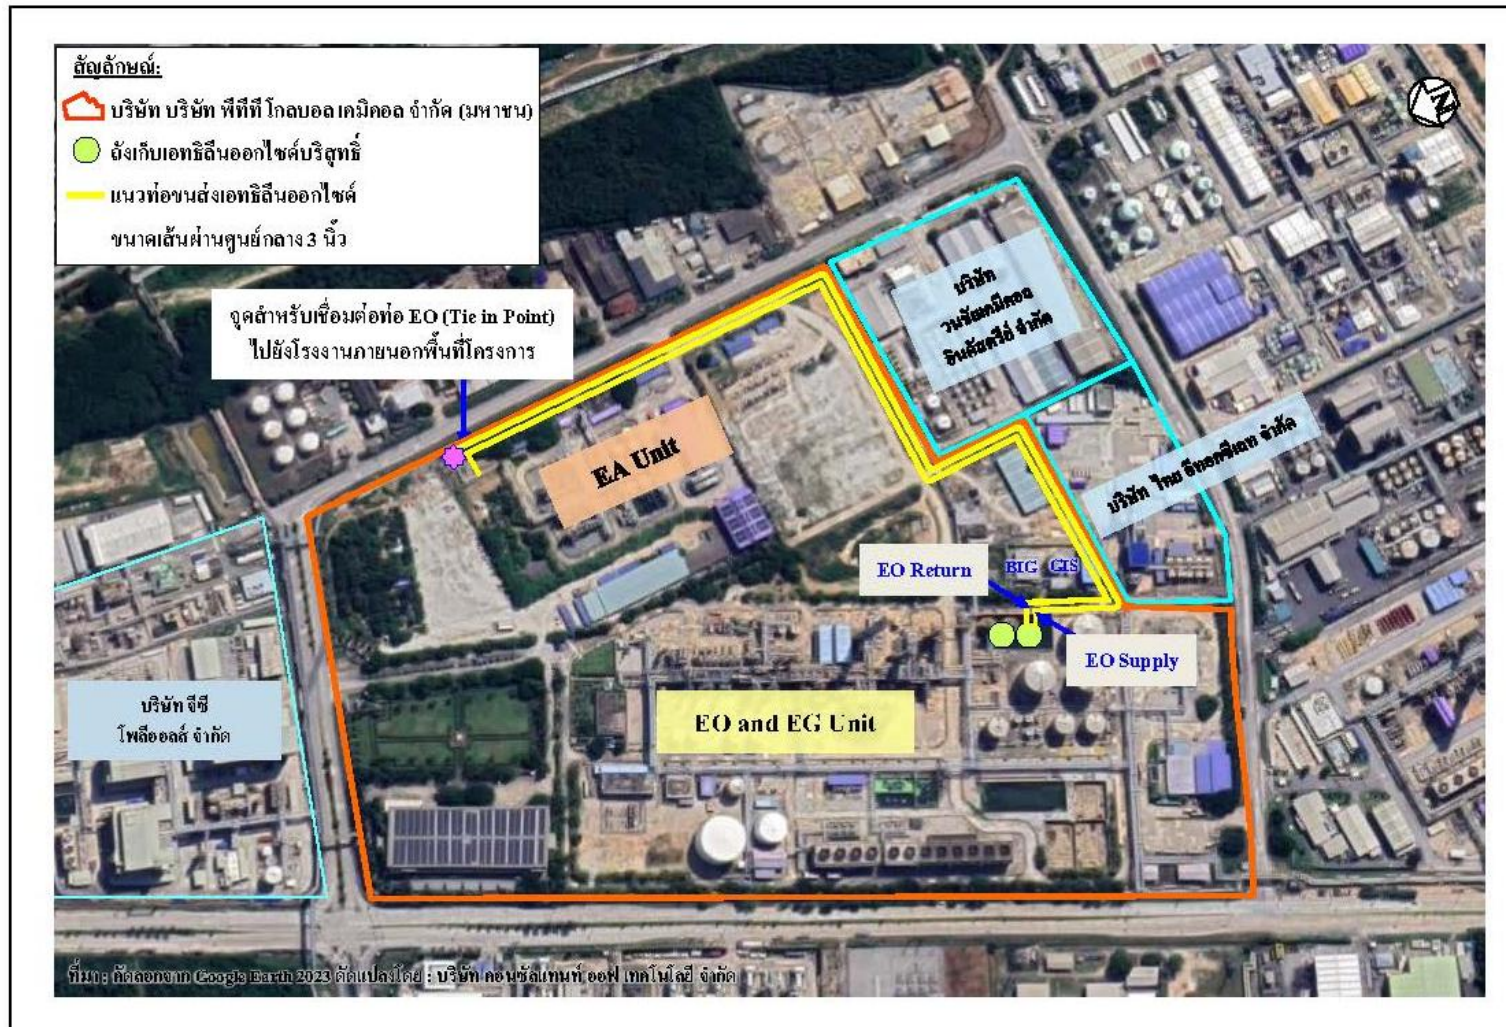 สัญลักษณ์:
บริษัท บริษัท พีทีที โกลบอล เคมิคอล จำกัด (มหาชน)
ถังเก็บเอทธิลีนออกไซค์บริสุทธิ์
แนวท่อขนส่งเอทธิลีนออกไซค์
ขนาดเส้นผ่านศูนย์กลาง 3 นิ้ว
N
จุดสำหรับเชื่อมต่อท่อ EO (Tie in Point)
ไปยังโรงงานภายนอกพื้นที่โครงการ
บริษัท
วนชัยเคมิคอล
อินดัสตรีย์ จำกัด
EA Unit
บริษัท ไทย อีทอกซีเลท จำกัด
EO Return
BIG GIS
EO Supply
บริษัท จีซี
โพลีออลส์ จำกัด
EO and EG Unit
ที่มา : คัดลอกจาก Google Earth 2023 ดัดแปลงโดย : บริษัท คอนซัลแทนท์ ออฟ เทคโนโลยี จำกัด